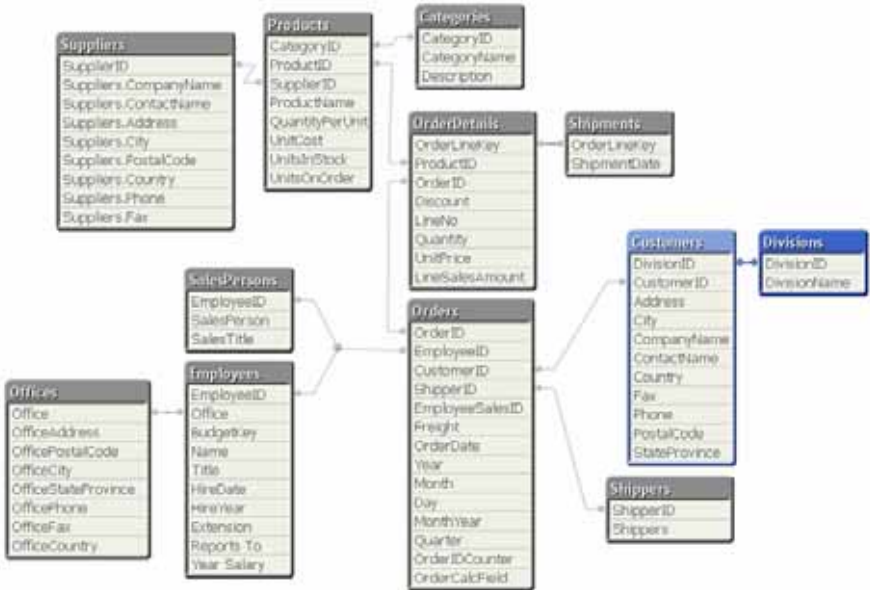 Suppliers
SupplierID
Suppliers.CompanyName
Suppliers.ContactName
Suppliers.Address
Suppliers.City
Suppliers.PostalCode
Suppliers.Country
Suppliers.Phone
Suppliers.Fax
Products
CategoryID
ProductID
SupplierID
ProductName
QuantityPerUnit
UnitCost
UnitsInStock
UnitsOnOrder
Categories
CategoryID
CategoryName
Description
OrderDetails
OrderLineKey
ProductID
OrderID
Discount
LineNo
Quantity
UnitPrice
LineSalesAmount
Shipments
OrderLineKey
ShipmentDate
Customers
DivisionID
CustomerID
Address
City
CompanyName
ContactName
Country
Fax
Phone
PostalCode
StateProvince
Divisions
DivisionID
DivisionName
SalesPersons
EmployeeID
SalesPerson
SalesTitle
Orders
OrderID
EmployeeID
CustomerID
ShipperID
EmployeeSalesID
Freight
OrderDate
Year
Month
Day
MonthYear
Quarter
OrderIDCounter
OrderCalcField
Offices
Office
OfficeAddress
OfficePostalCode
OfficeCity
OfficeStateProvince
OfficePhone
OfficeFax
OfficeCountry
Employees
EmployeeID
Office
BudgetKey
Name
Title
HireDate
HireYear
Extension
Reports To
Year Salary
Shippers
ShipperID
Shippers